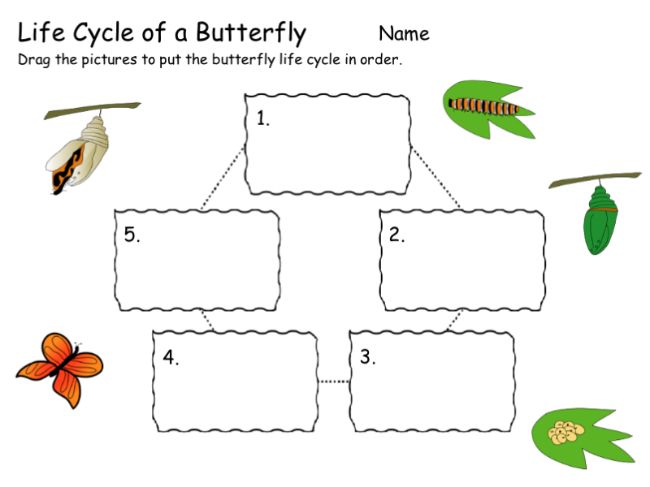 Life Cycle of a Butterfly Name
Drag the pictures to put the butterfly life cycle in order.
1.
5.
2.
4.
3.